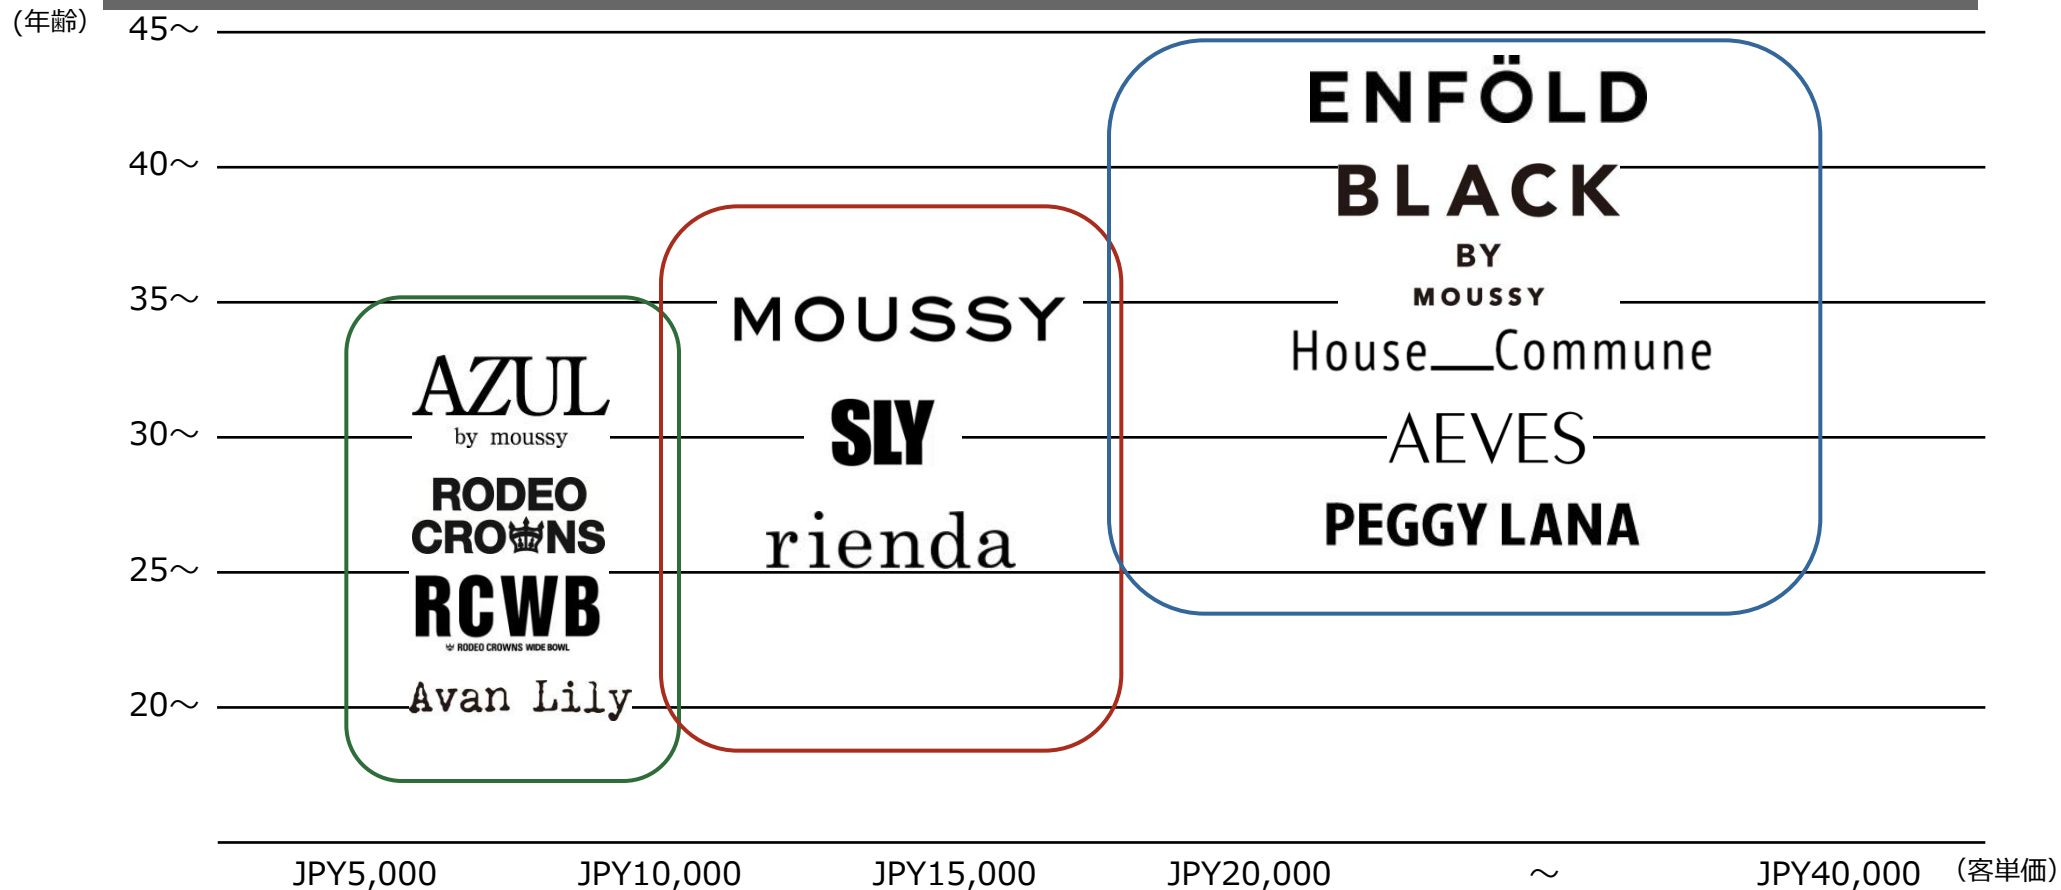 (年齢)
45～
40～
35～
30～
25～
20～
AZUL
by moussy
RODEO
CROWNS
RCWB
RODEO CROWNS WIDE BOWL
Avan Lily
MOUSSY
SLY
rienda
ENFÖLD
BLACK
BY
MOUSSY
House__Commune
AEVES
PEGGY LANA
JPY5,000 JPY10,000 JPY15,000 JPY20,000 ～ JPY40,000 (客単価)